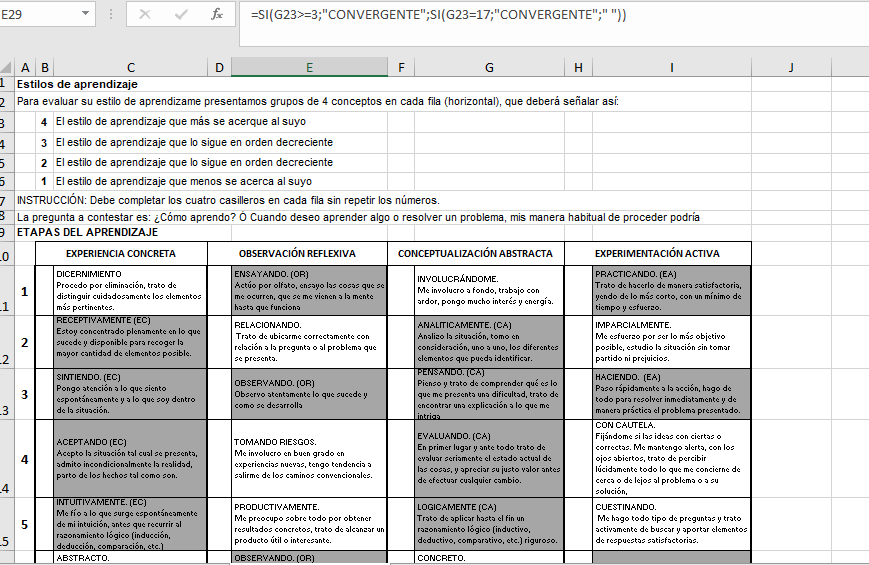 E29
fx
=SI(G23>=3;"CONVERGENTE";SI(G23=17;"CONVERGENTE";" "))
A B C D E F G H I J
1 Estilos de aprendizaje
2 Para evaluar su estilo de aprendizame presentamos grupos de 4 conceptos en cada fila (horizontal), que deberá señalar así:
3 4 El estilo de aprendizaje que más se acerque al suyo
4 3 El estilo de aprendizaje que lo sigue en orden decreciente
5 2 El estilo de aprendizaje que lo sigue en orden decreciente
6 1 El estilo de aprendizaje que menos se acerca al suyo
7 INSTRUCCIÓN: Debe completar los cuatro casilleros en cada fila sin repetir los números.
8 La pregunta a contestar es: ¿Cómo aprendo? Ó Cuando deseo aprender algo o resolver un problema, mis manera habitual de proceder podría
9 ETAPAS DEL APRENDIZAJE
0 EXPERIENCIA CONCRETA OBSERVACIÓN REFLEXIVA CONCEPTUALIZACIÓN ABSTRACTA EXPERIMENTACIÓN ACTIVA
11
1
DICERNIMIENTO
Procedo por eliminación, trato de
distinguir cuidadosamente los elementos
más pertinentes.
ENSAYANDO. (OR)
Actúo por olfato, ensayo las cosas que se
me ocurren, que se me vienen a la mente
hasta que funciona
INVOLUCRÁNDOME.
Me involucro a fondo, trabajo con
ardor, pongo mucho interés y energía.
PRACTICANDO. (EA)
Trato de hacerlo de manera satisfactoria,
yendo de lo más corto, con un mínimo de
tiempo y esfuerzo.
12
2
RECEPTIVAMENTE (EC)
Estoy concentrado plenamente en lo que
sucede y disponible para recoger la
mayor cantidad de elementos posible.
RELACIONANDO.
Trato de ubicarme correctamente con
relación a la pregunta o al problema que
se presenta.
ANALITICAMENTE. (CA)
Analizo la situación, tomo en
consideración, uno a uno, los diferentes
elementos que pueda identificar.
IMPARCIALMENTE.
Me esfuerzo por ser lo más objetivo
posible, estudio la situación sin tomar
partido ni prejuicios.
13
3
SINTIENDO. (EC)
Pongo atención a lo que siento
espontáneamente y a lo que soy dentro
de la situación.
OBSERVANDO. (OR)
Observo atentamente lo que sucede y
como se desarrolla
PENSANDO. (CA)
Pienso y trato de comprender qué es lo
que me presenta una dificultad, trato de
encontrar una explicación a lo que me
intriga
HACIENDO. (EA)
Paso rápidamente a la acción, hago de
todo para resolver inmediatamente y de
manera práctica el problema presentado.
14
4
ACEPTANDO (EC)
Acepto la situación tal cual se presenta,
admito incondicionalmente la realidad,
parto de los hechos tal como son.
TOMANDO RIESGOS.
Me involucro en buen grado en
experiencias nuevas, tengo tendencia a
salirme de los caminos convencionales.
EVALUANDO. (CA)
En primer lugar y ante todo trato de
evaluar seriamente el estado actual de
las cosas, y apreciar su justo valor antes
de efectuar cualquier cambio.
CON CAUTELA.
Fijándome si las ideas con ciertas o
correctas. Me mantengo alerta, con los
ojos abiertos, trato de percibir
lúcidamente todo lo que me concierne de
cerca o de lejos al problema o a su
solución,
15
5
INTUITIVAMENTE. (EC)
Me fío a lo que surge espontáneamente
de mi intuición, antes que recurrir al
razonamiento lógico (inducción,
deducción, comparación, etc.)
PRODUCTIVAMENTE.
Me preocupo sobre todo por obtener
resultados concretos, trato de alcanzar un
producto útil o interesante.
LOGICAMENTE (CA)
Trato de aplicar hasta el fin un
razonamiento lógico (inductivo,
deductivo, comparativo, etc.) riguroso.
CUESTINANDO.
Me hago todo tipo de preguntas y trato
activamente de buscar y aportar elementos
de respuestas satisfactorias.
ABSTRACTO.
OBSERVANDO. (OR)
CONCRETO.